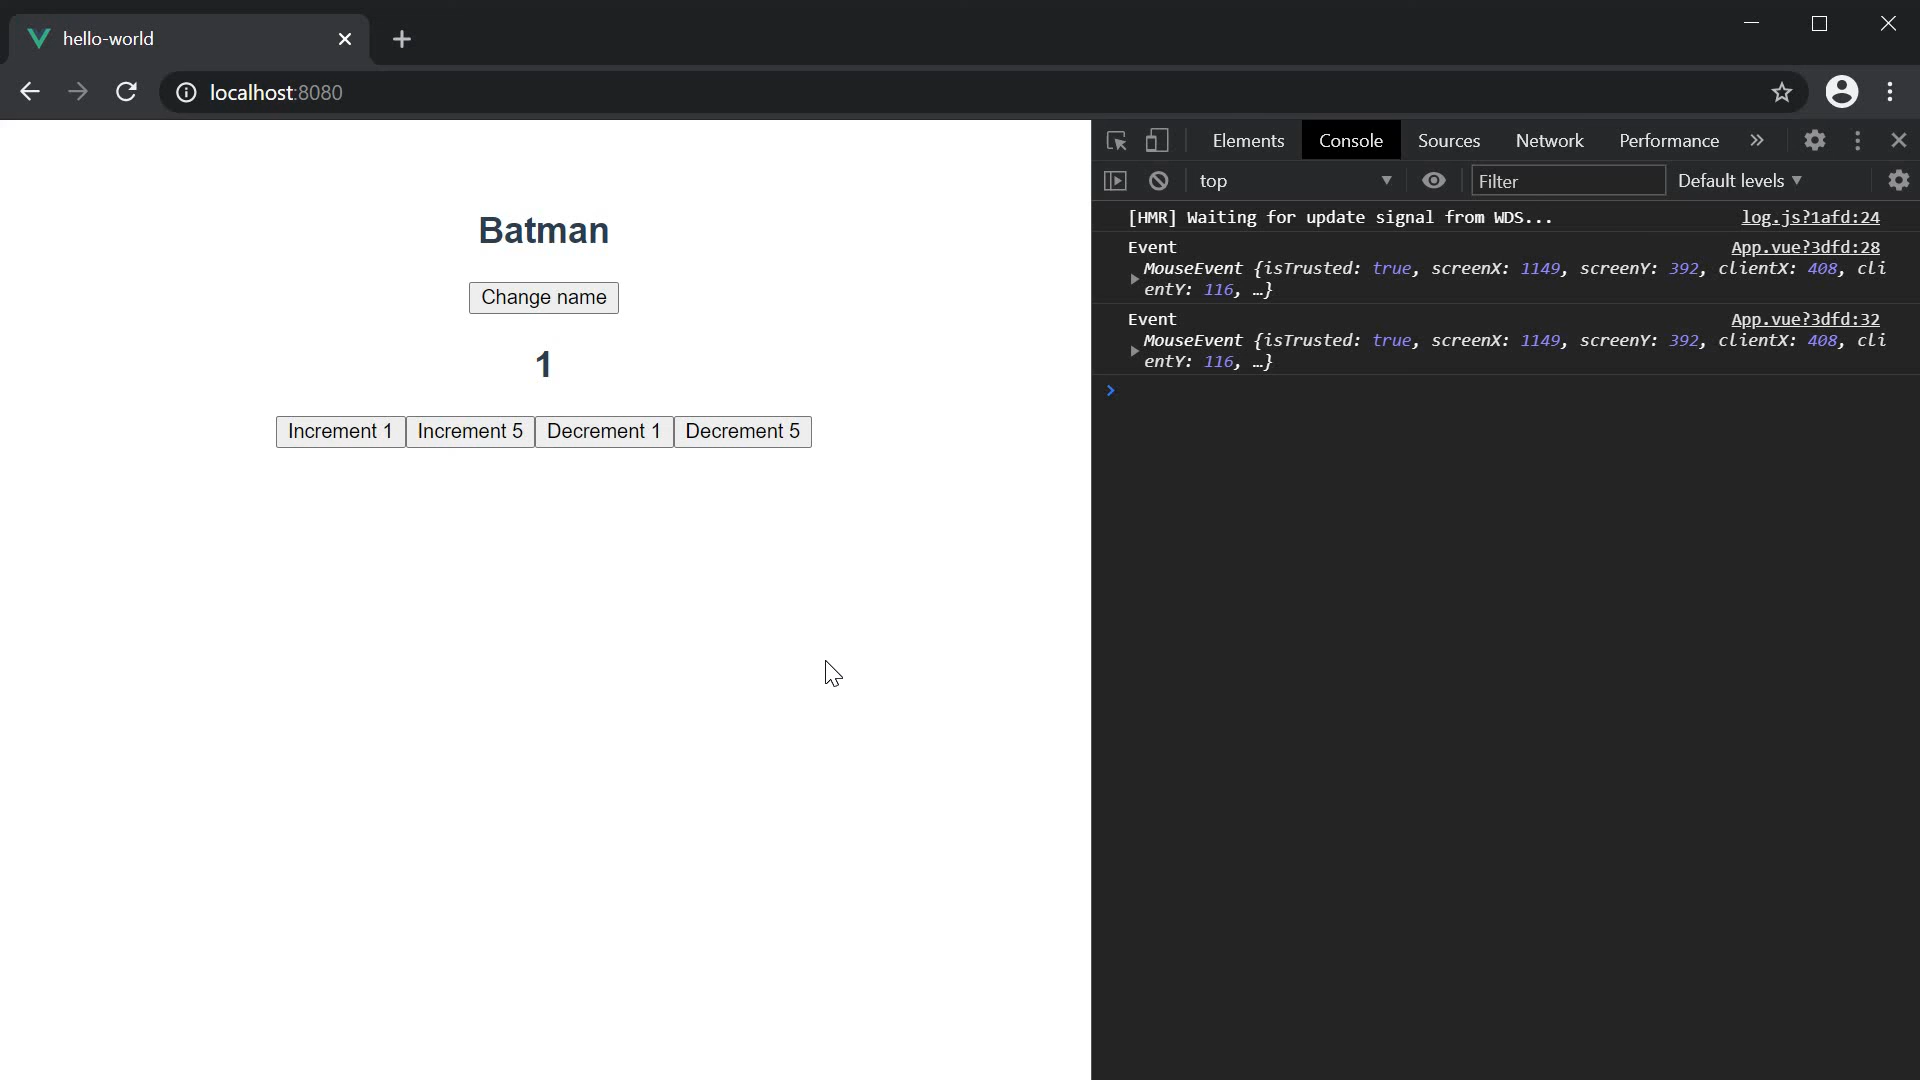 hello-world
localhost:8080
Elements Console Sources Network Performance
top Filter Default levels
Batman
Change name
1
Increment 1 Increment 5 Decrement 1 Decrement 5
[HMR] Waiting for update signal from WDS... log.js?1afd:24
Event App.vue?3dfd:28
MouseEvent {isTrusted: true, screenX: 1149, screenY: 392, clientX: 408, cli
entY: 116, …}
Event App.vue?3dfd:32
MouseEvent {isTrusted: true, screenX: 1149, screenY: 392, clientX: 408, cli
entY: 116, …}